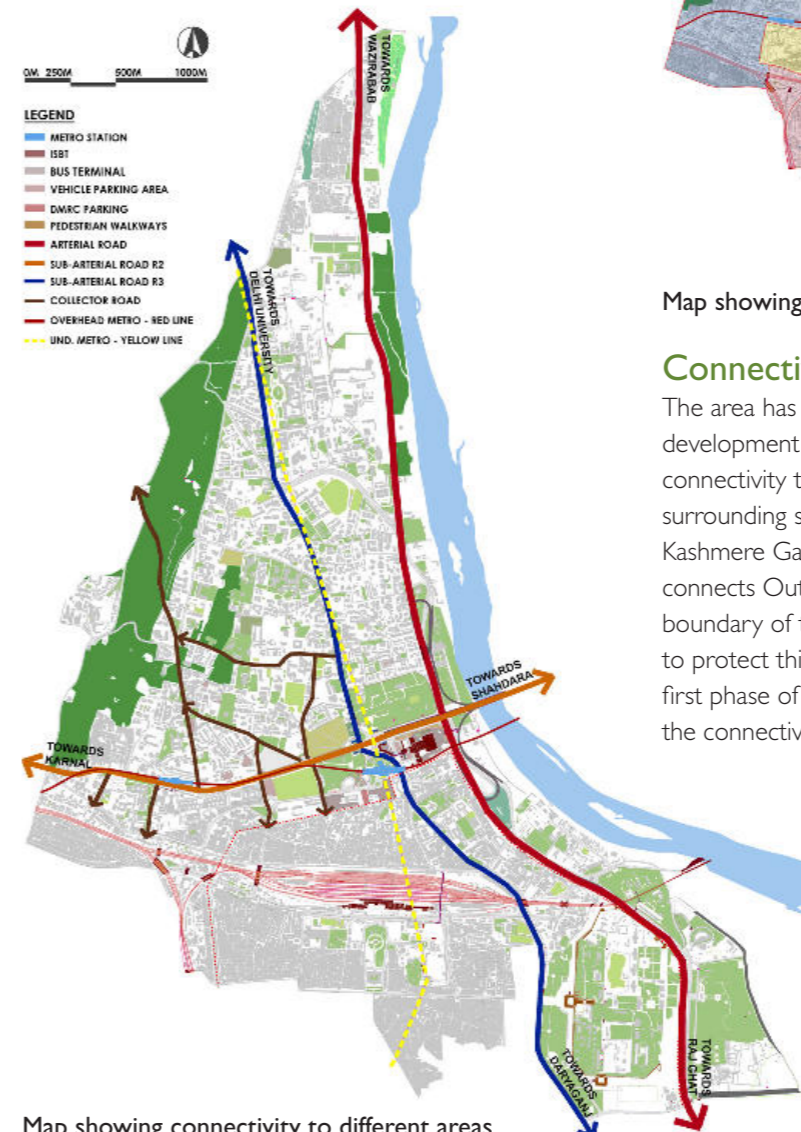 0M 250M 500M 1000M
LEGEND
METRO STATION
ISBT
BUS TERMINAL
VEHICLE PARKING AREA
DMRC PARKING
PEDESTRIAN WALKWAYS
ARTERIAL ROAD
SUB-ARTERIAL ROAD R2
SUB-ARTERIAL ROAD R3
COLLECTOR ROAD
OVERHEAD METRO - RED LINE
UND. METRO - YELLOW LINE
TOWARDS
WAZIRABAB
TOWARDS
DELHI UNIVERSITY
TOWARDS
SHAHDARA
TOWARDS
KARNAL
TOWARDS
DARYAGANJ
TOWARDS
RAJ GHAT
Map showing connectivity to different areas
Map showing
Connecti
The area has
development
connectivity t
surrounding s
Kashmere Ga
connects Out
boundary of t
to protect thi
first phase of
the connectiv